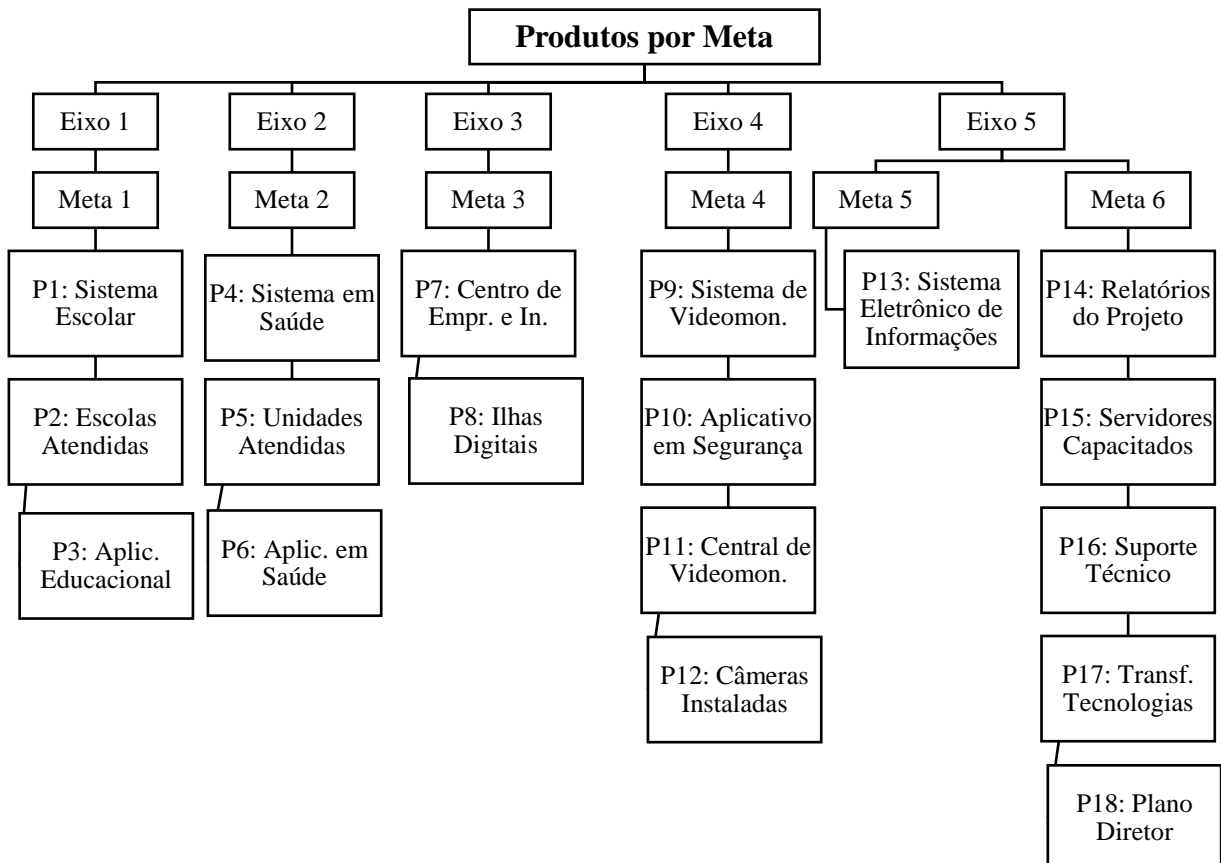 Produtos por Meta
Eixo 1
Eixo 2
Eixo 3
Eixo 4
Eixo 5
Meta 1
Meta 2
Meta 3
Meta 4
Meta 5
Meta 6
P1: Sistema
Escolar
P2: Escolas
Atendidas
P3: Aplic.
Educacional
P4: Sistema em
Saúde
P5: Unidades
Atendidas
P6: Aplic. em
Saúde
P7: Centro de
Empr. e In.
P8: Ilhas
Digitais
P9: Sistema de
Videomon.
P10: Aplicativo
em Segurança
P11: Central de
Videomon.
P12: Câmeras
Instaladas
P13: Sistema
Eletrônico de
Informações
P14: Relatórios
do Projeto
P15: Servidores
Capacitados
P16: Suporte
Técnico
P17: Transf.
Tecnologias
P18: Plano
Diretor